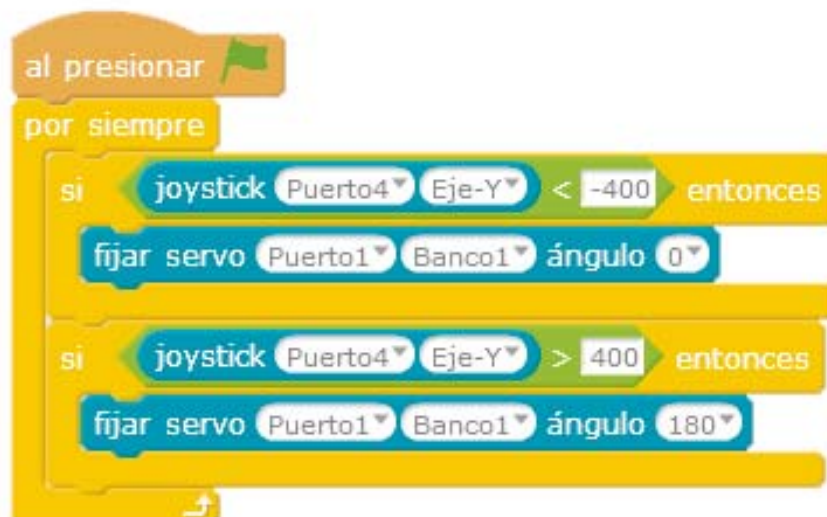 al presionar
por siempre
si joystick Puerto4 Eje-Y < -400 entonces
fijar servo Puerto1 Banco1 ángulo 0
si joystick Puerto4 Eje-Y > 400 entonces
fijar servo Puerto1 Banco1 ángulo 180